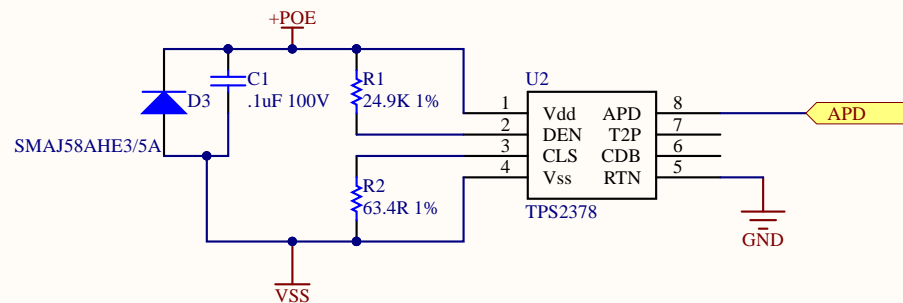 +POE
D3
SMAJ58AHE3/5A
C1
.1uF 100V
R1
24.9K 1%
R2
63.4R 1%
VSS
U2
1 Vdd APD 8
2 DEN T2P 7
3 CLS CDB 6
4 Vss RTN 5
TPS2378
APD
GND